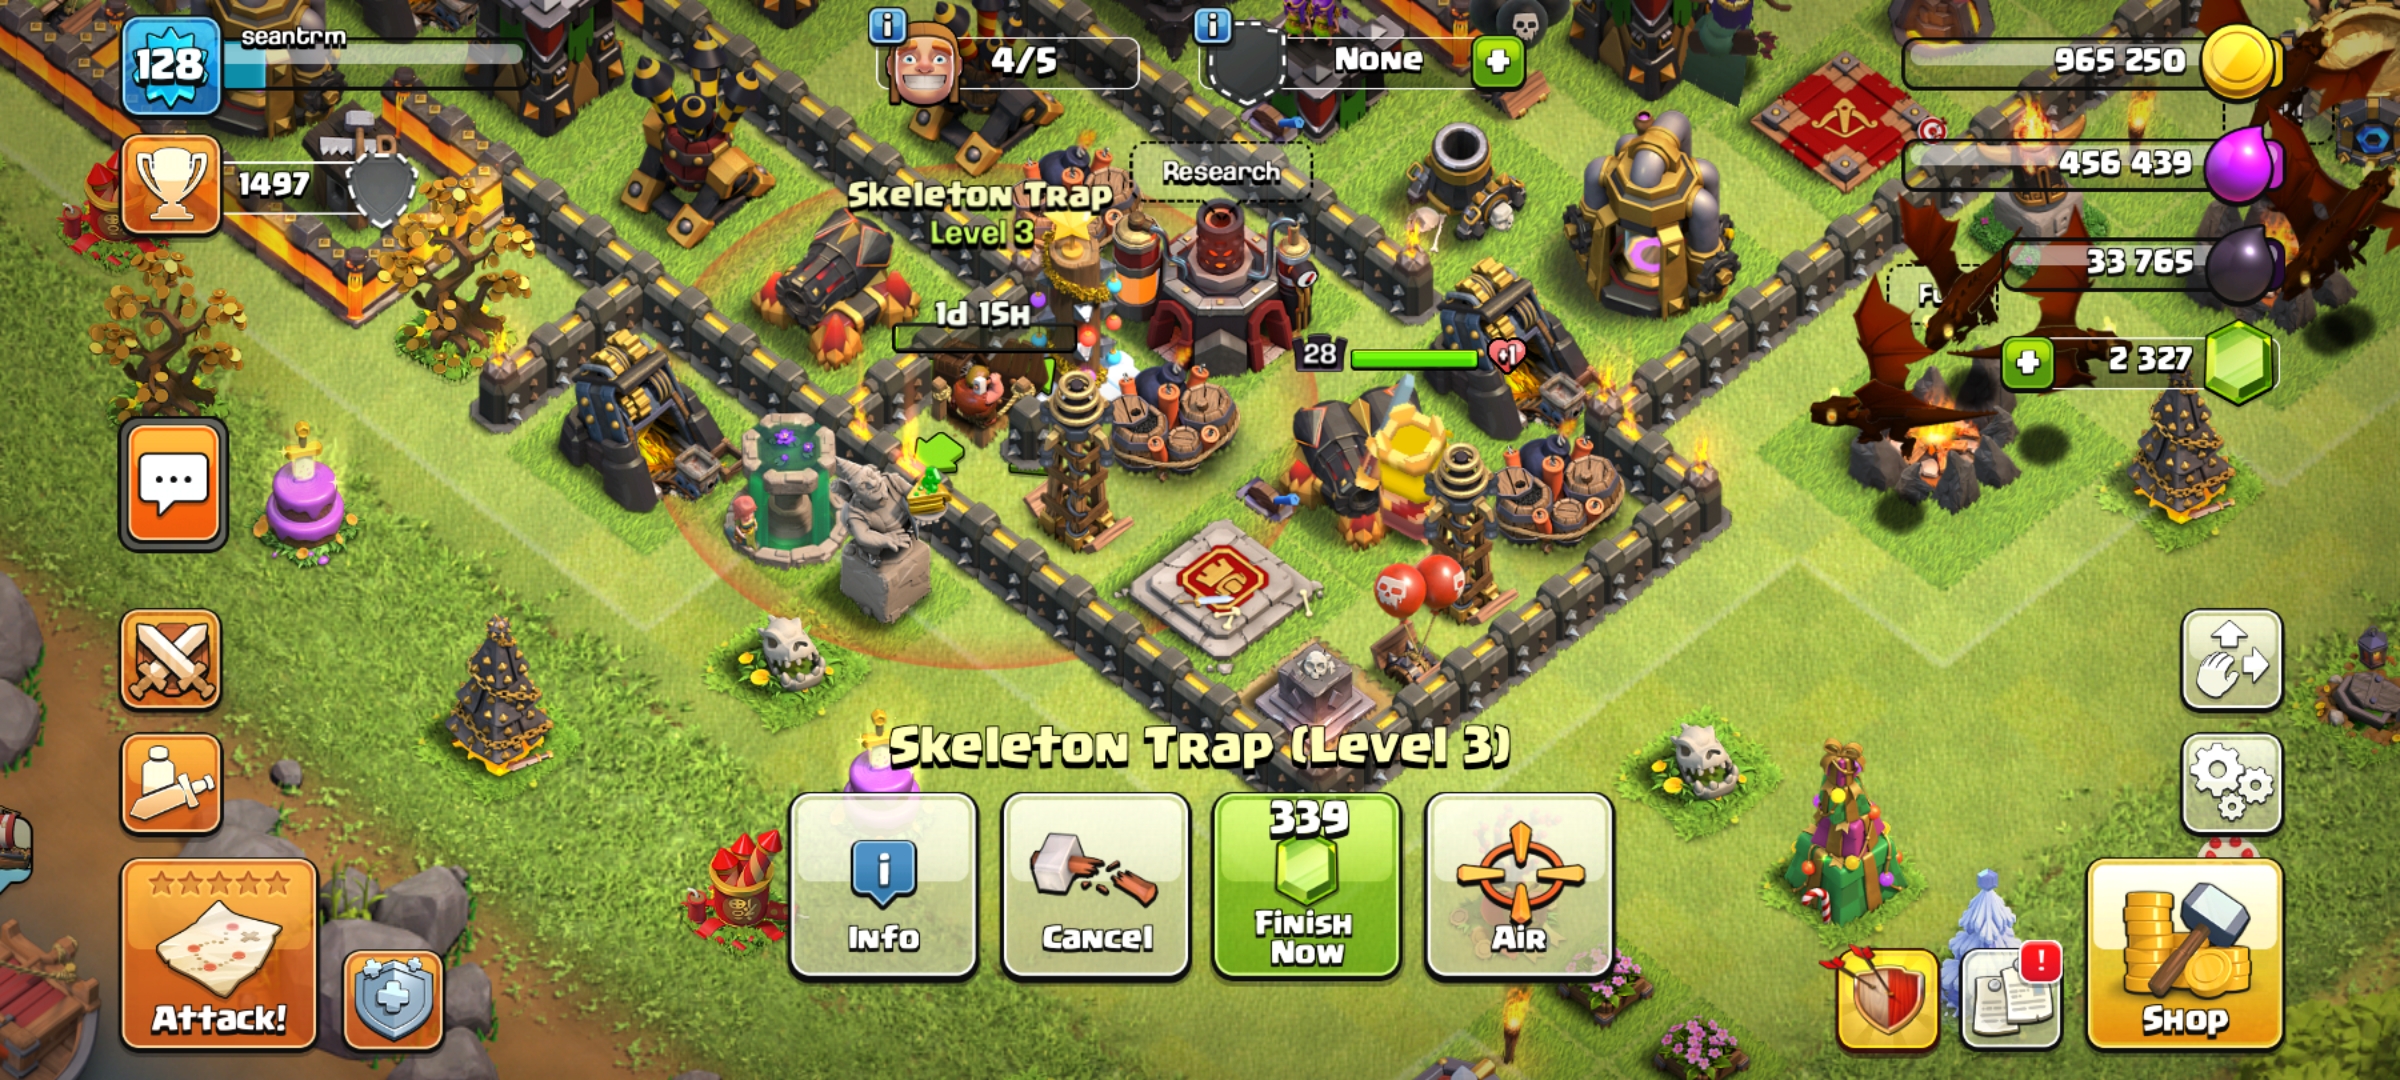 128
seantrm
4/5
None
965 250
1497
456 439
Research
Skeleton Trap
Level 3
33 765
1d 15H
28
+1
2 327
Skeleton Trap (Level 3)
339
Info
Cancel
Finish
Now
Air
Attack!
Shop